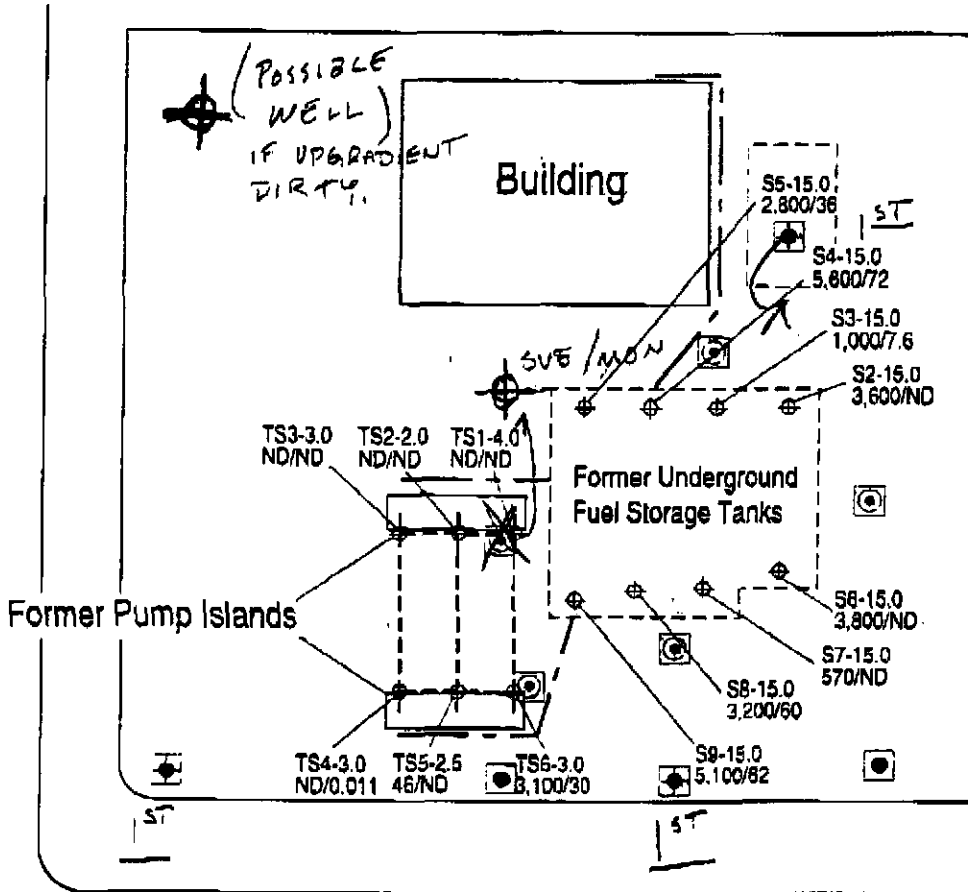 (POSSIBLE
WELL)
IF UPGRADIENT
DIRTY.
Building
S5-15.0
2,800/36
ST
S4-15.0
5,600/72
S3-15.0
1,000/7.6
SVE/MON
S2-15.0
3,600/ND
TS3-3.0
ND/ND
TS2-2.0
ND/ND
TS1-4.0
ND/ND
Former Underground
Fuel Storage Tanks
Former Pump Islands
S6-15.0
3,800/ND
S7-15.0
570/ND
S8-15.0
3,200/60
S9-15.0
5,100/62
TS4-3.0
ND/0.011
TS5-2.5
46/ND
TS6-3.0
3,100/30
ST
ST